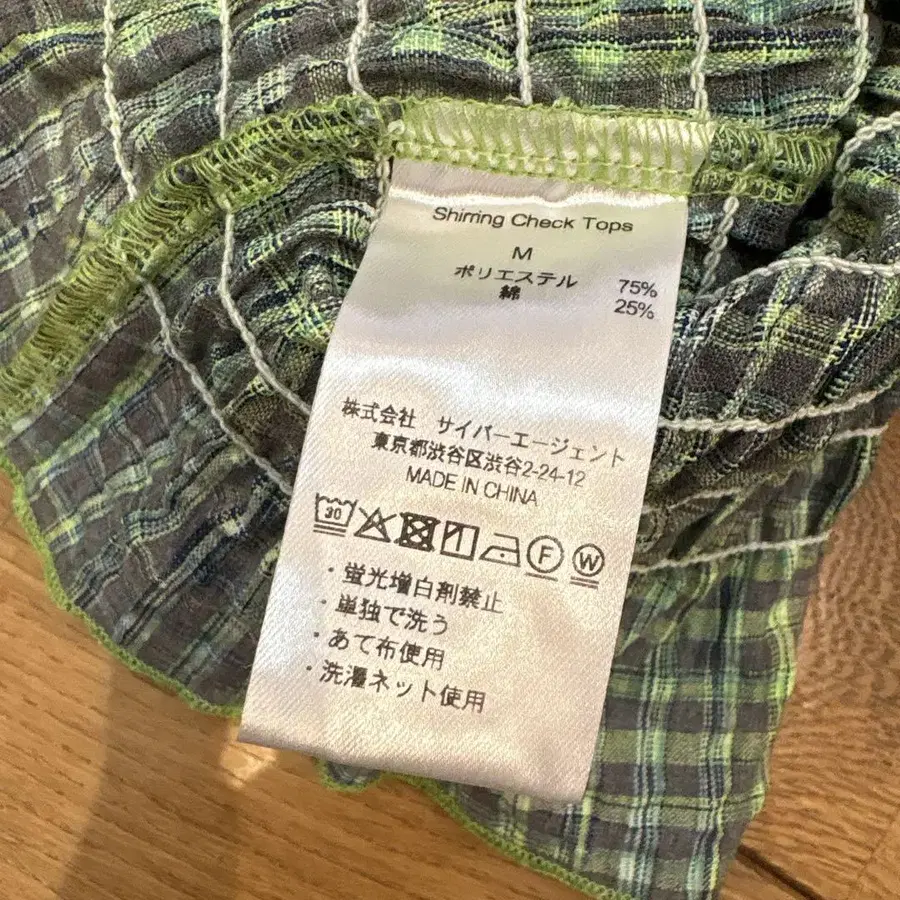 Shirring Check Tops
M
ポリエステル 75%
綿 25%
株式会社 サイバーエージェント
東京都渋谷区渋谷2-24-12
MADE IN CHINA
30 F W
・蛍光増白剤禁止
・単独で洗う
・あて布使用
・洗濯ネット使用